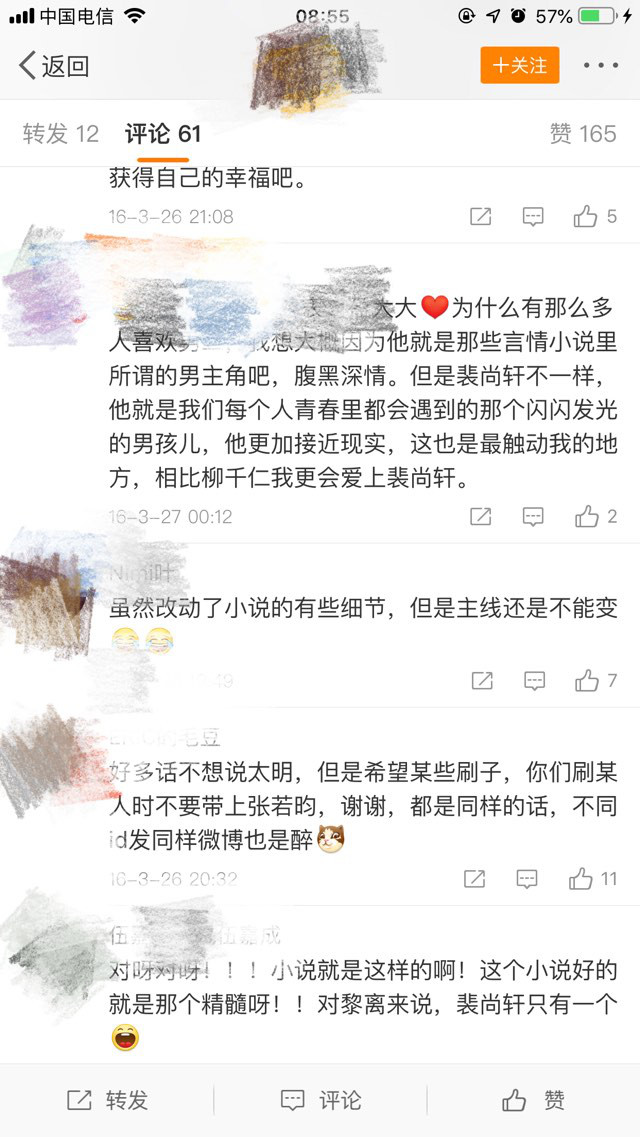 中国电信
08:55
57%
返回
十关注
转发 12
评论 61
赞 165
获得自己的幸福吧。
16-3-26 21:08
5
大大❤️为什么有那么多
人喜欢
我想大概因为他就是那些言情小说里
所谓的男主角吧，腹黑深情。但是裴尚轩不一样，
他就是我们每个人青春里都会遇到的那个闪闪发光
的男孩儿，他更加接近现实，这也是最触动我的地
方，相比柳千仁我更会爱上裴尚轩。
16-3-27 00:12
2
叶
虽然改动了小说的有些细节，但是主线还是不能变
😂😂
:49
7
的毛豆
好多话不想说太明，但是希望某些刷子，你们刷某
人时不要带上张若昀，谢谢，都是同样的话，不同
id发同样微博也是醉
16-3-26 20:32
11
伍嘉成
对呀对呀！！！小说就是这样的啊！这个小说好的
就是那个精髓呀！！对黎离来说，裴尚轩只有一个
😄
转发
评论
赞